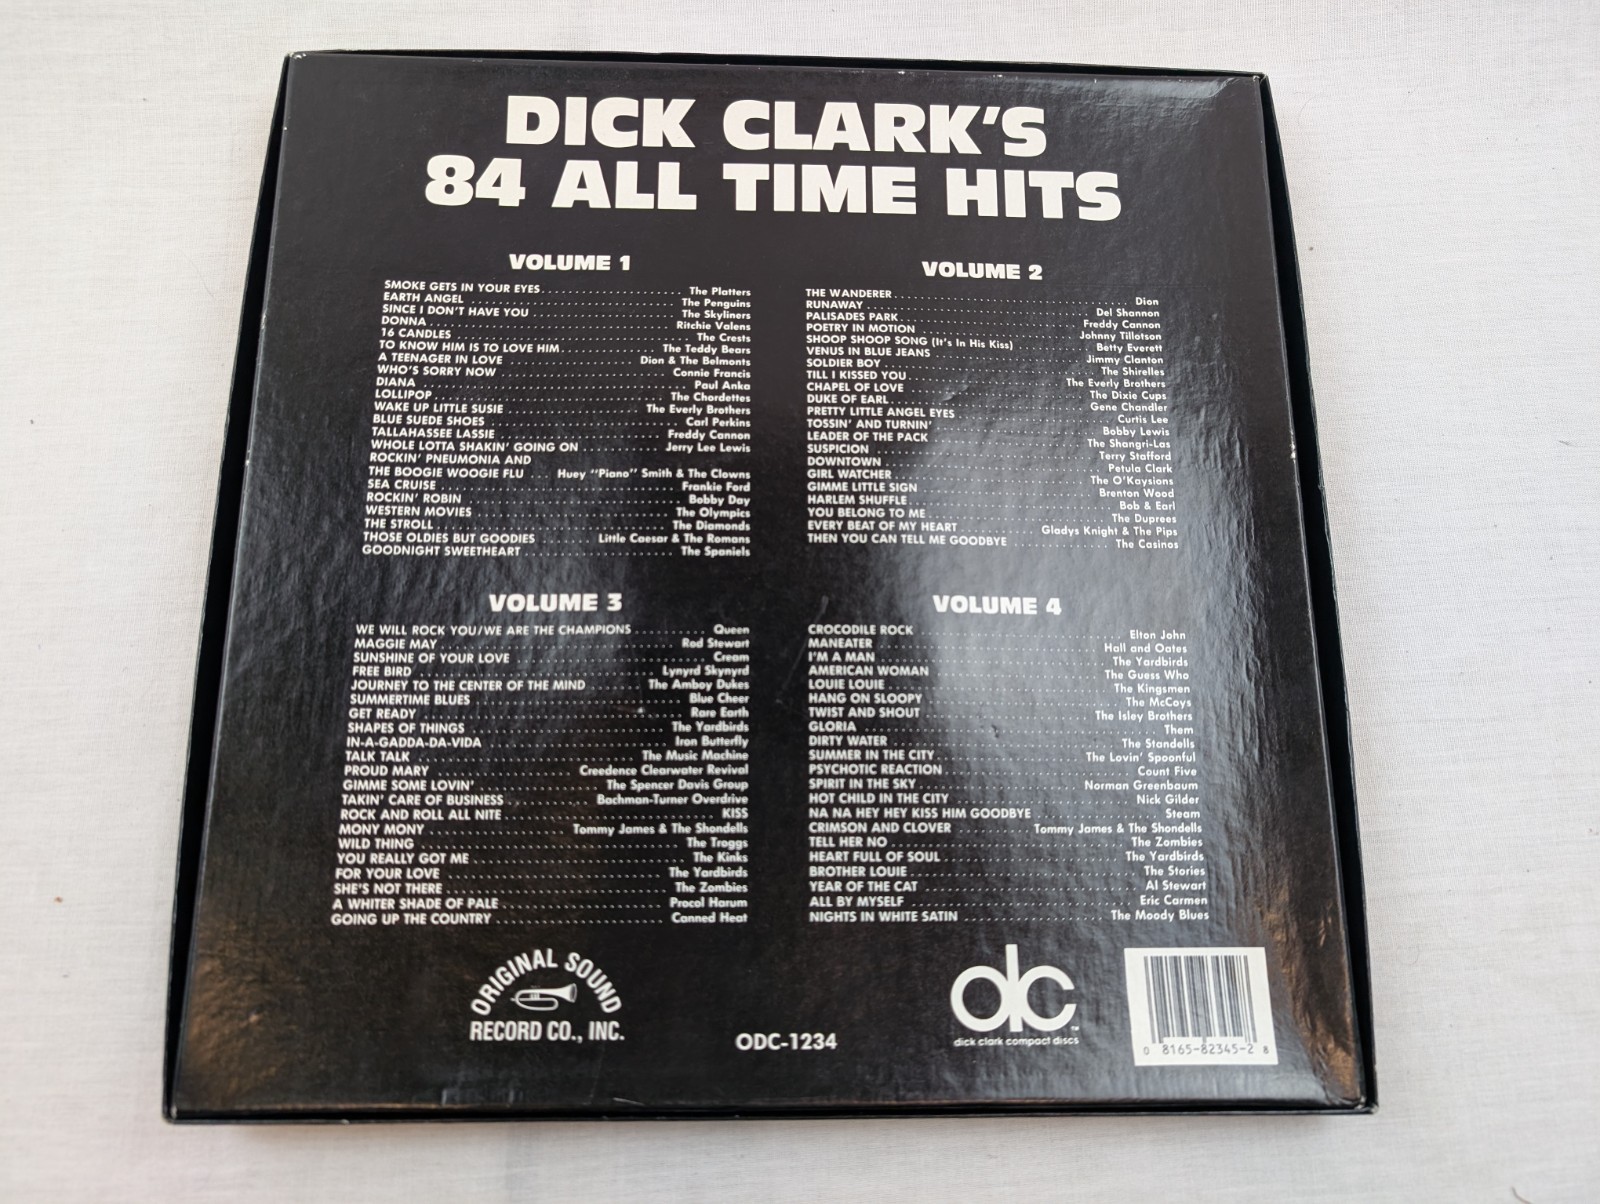 DICK CLARK'S
84 ALL TIME HITS
VOLUME 1
SMOKE GETS IN YOUR EYES The Platters
EARTH ANGEL The Penguins
SINCE I DON'T HAVE YOU The Skyliners
DONNA Ritchie Valens
16 CANDLES The Crests
TO KNOW HIM IS TO LOVE HIM The Teddy Bears
A TEENAGER IN LOVE Dion & The Belmonts
WHO'S SORRY NOW Connie Francis
DIANA Paul Anka
LOLLIPOP The Chordettes
WAKE UP LITTLE SUSIE The Everly Brothers
BLUE SUEDE SHOES Carl Perkins
TALLAHASSEE LASSIE Freddy Cannon
WHOLE LOTTA SHAKIN' GOING ON Jerry Lee Lewis
ROCKIN' PNEUMONIA AND
THE BOOGIE WOOGIE FLU Huey "Piano" Smith & The Clowns
SEA CRUISE Frankie Ford
ROCKIN' ROBIN Bobby Day
WESTERN MOVIES The Olympics
THE STROLL The Diamonds
THOSE OLDIES BUT GOODIES Little Caesar & The Romans
GOODNIGHT SWEETHEART The Spaniels
VOLUME 2
THE WANDERER Dion
RUNAWAY Del Shannon
PALISADES PARK Freddy Cannon
POETRY IN MOTION Johnny Tillotson
SHOOP SHOOP SONG (It's In His Kiss) Betty Everett
VENUS IN BLUE JEANS Jimmy Clanton
SOLDIER BOY The Shirelles
TILL I KISSED YOU The Everly Brothers
CHAPEL OF LOVE The Dixie Cups
DUKE OF EARL Gene Chandler
PRETTY LITTLE ANGEL EYES Curtis Lee
TOSSIN' AND TURNIN' Bobby Lewis
LEADER OF THE PACK The Shangri-Las
SUSPICION Terry Stafford
DOWNTOWN Petula Clark
GIRL WATCHER The O'Kaysions
GIMME LITTLE SIGN Brenton Wood
HARLEM SHUFFLE Bob & Earl
YOU BELONG TO ME The Duprees
EVERY BEAT OF MY HEART Gladys Knight & The Pips
THEN YOU CAN TELL ME GOODBYE The Casinos
VOLUME 3
WE WILL ROCK YOU/WE ARE THE CHAMPIONS Queen
MAGGIE MAY Rod Stewart
SUNSHINE OF YOUR LOVE Cream
FREE BIRD Lynyrd Skynyrd
JOURNEY TO THE CENTER OF THE MIND The Amboy Dukes
SUMMERTIME BLUES Blue Cheer
GET READY Rare Earth
SHAPES OF THINGS The Yardbirds
IN-A-GADDA-DA-VIDA Iron Butterfly
TALK TALK The Music Machine
PROUD MARY Creedence Clearwater Revival
GIMME SOME LOVIN' The Spencer Davis Group
TAKIN' CARE OF BUSINESS Bachman-Turner Overdrive
ROCK AND ROLL ALL NITE KISS
MONY MONY Tommy James & The Shondells
WILD THING The Troggs
YOU REALLY GOT ME The Kinks
FOR YOUR LOVE The Yardbirds
SHE'S NOT THERE The Zombies
A WHITER SHADE OF PALE Procol Harum
GOING UP THE COUNTRY Canned Heat
VOLUME 4
CROCODILE ROCK Elton John
MANEATER Hall and Oates
I'M A MAN The Yardbirds
AMERICAN WOMAN The Guess Who
LOUIE LOUIE The Kingsmen
HANG ON SLOOPY The McCoys
TWIST AND SHOUT The Isley Brothers
GLORIA Them
DIRTY WATER The Standells
SUMMER IN THE CITY The Lovin' Spoonful
PSYCHOTIC REACTION Count Five
SPIRIT IN THE SKY Norman Greenbaum
HOT CHILD IN THE CITY Nick Gilder
NA NA HEY HEY KISS HIM GOODBYE Steam
CRIMSON AND CLOVER Tommy James & The Shondells
TELL HER NO The Zombies
HEART FULL OF SOUL The Yardbirds
BROTHER LOUIE The Stories
YEAR OF THE CAT Al Stewart
ALL BY MYSELF Eric Carmen
NIGHTS IN WHITE SATIN The Moody Blues
ORIGINAL SOUND
RECORD CO., INC.
ODC-1234
dc
dick clark compact discs
0 8165-82345-2 8